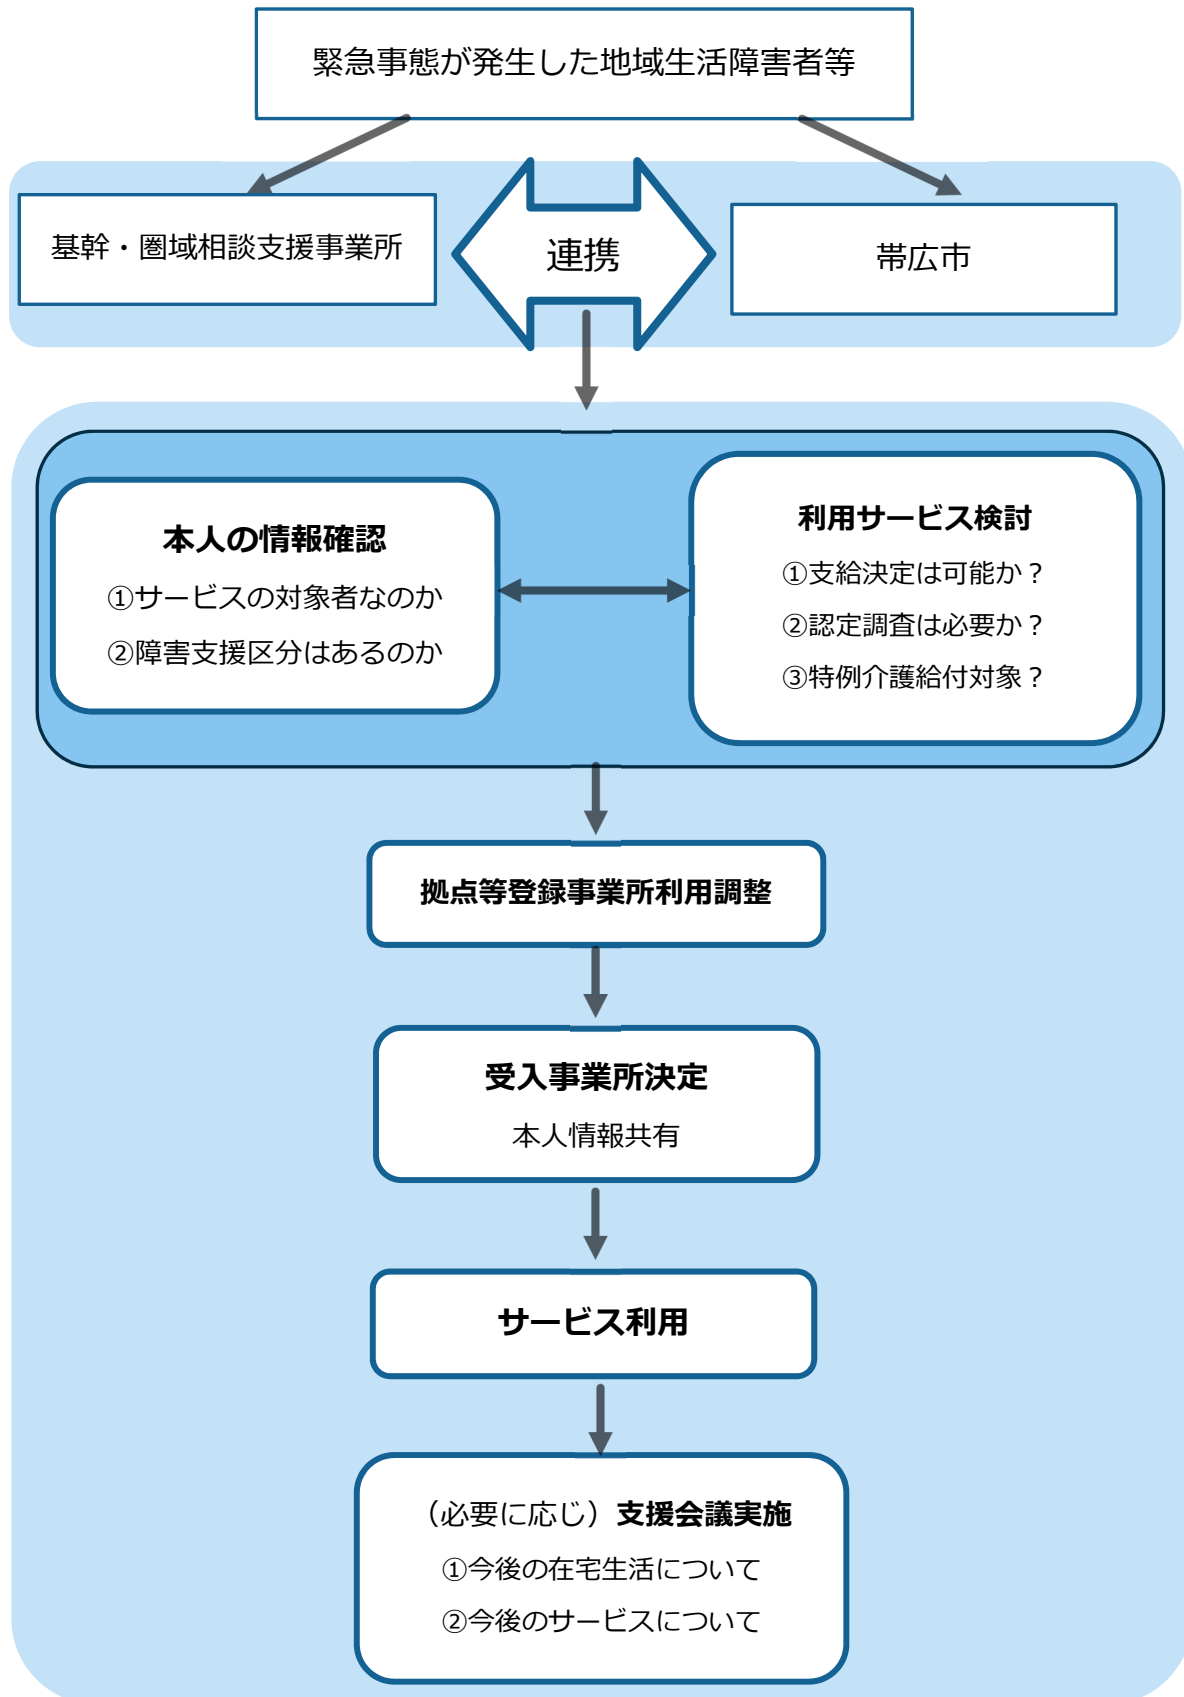 緊急事態が発生した地域生活障害者等
基幹・圏域相談支援事業所
連携
帯広市
本人の情報確認
①サービスの対象者なのか
②障害支援区分はあるのか
利用サービス検討
①支給決定は可能か？
②認定調査は必要か？
③特例介護給付対象？
拠点等登録事業所利用調整
受入事業所決定
本人情報共有
サービス利用
（必要に応じ）支援会議実施
①今後の在宅生活について
②今後のサービスについて